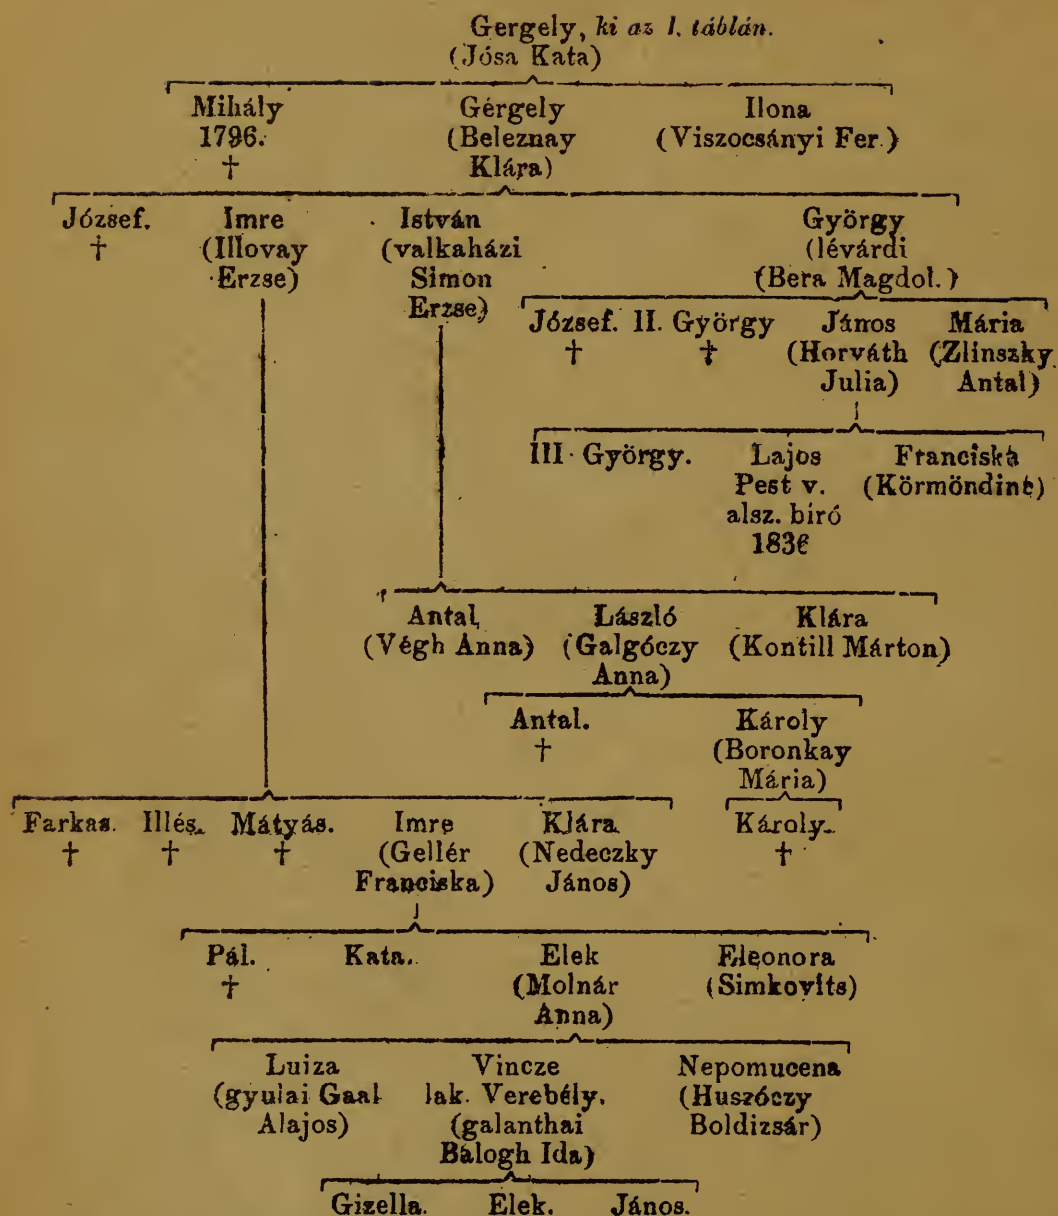 Gergely, ki az I. táblán.
(Jósa Kata)
Mihály Gérgely Ilona
1796. (Beleznay (Viszocsányi Fer.)
† Klára)
József. Imre István György
† (Illovay (valkaházi (lévárdi
Erzse) Simon (Bera Magdol.)
Erzse)
József. II. György János Mária
† † (Horváth (Zlinszky
Julia) Antal)
III. György. Lajos Franciska
Pest v. (Körmöndiné)
alsz. biró
1836
Antal, László Klára
(Végh Anna) (Galgóczy (Kontill Márton)
Anna)
Antal. Károly
† (Boronkay
Mária)
Farkas. Illés. Mátyás. Imre Klára Károly.
† † † (Gellér (Nedeczky †
Franciska) János)
Pál. Kata. Elek Eleonora
† (Molnár (Simkovits)
Anna)
Luiza Vincze Nepomucena
(gyulai Gaal lak. Verebély. (Huszóczy
Alajos) (galanthai Boldizsár)
Balogh Ida)
Gizella. Elek. János.